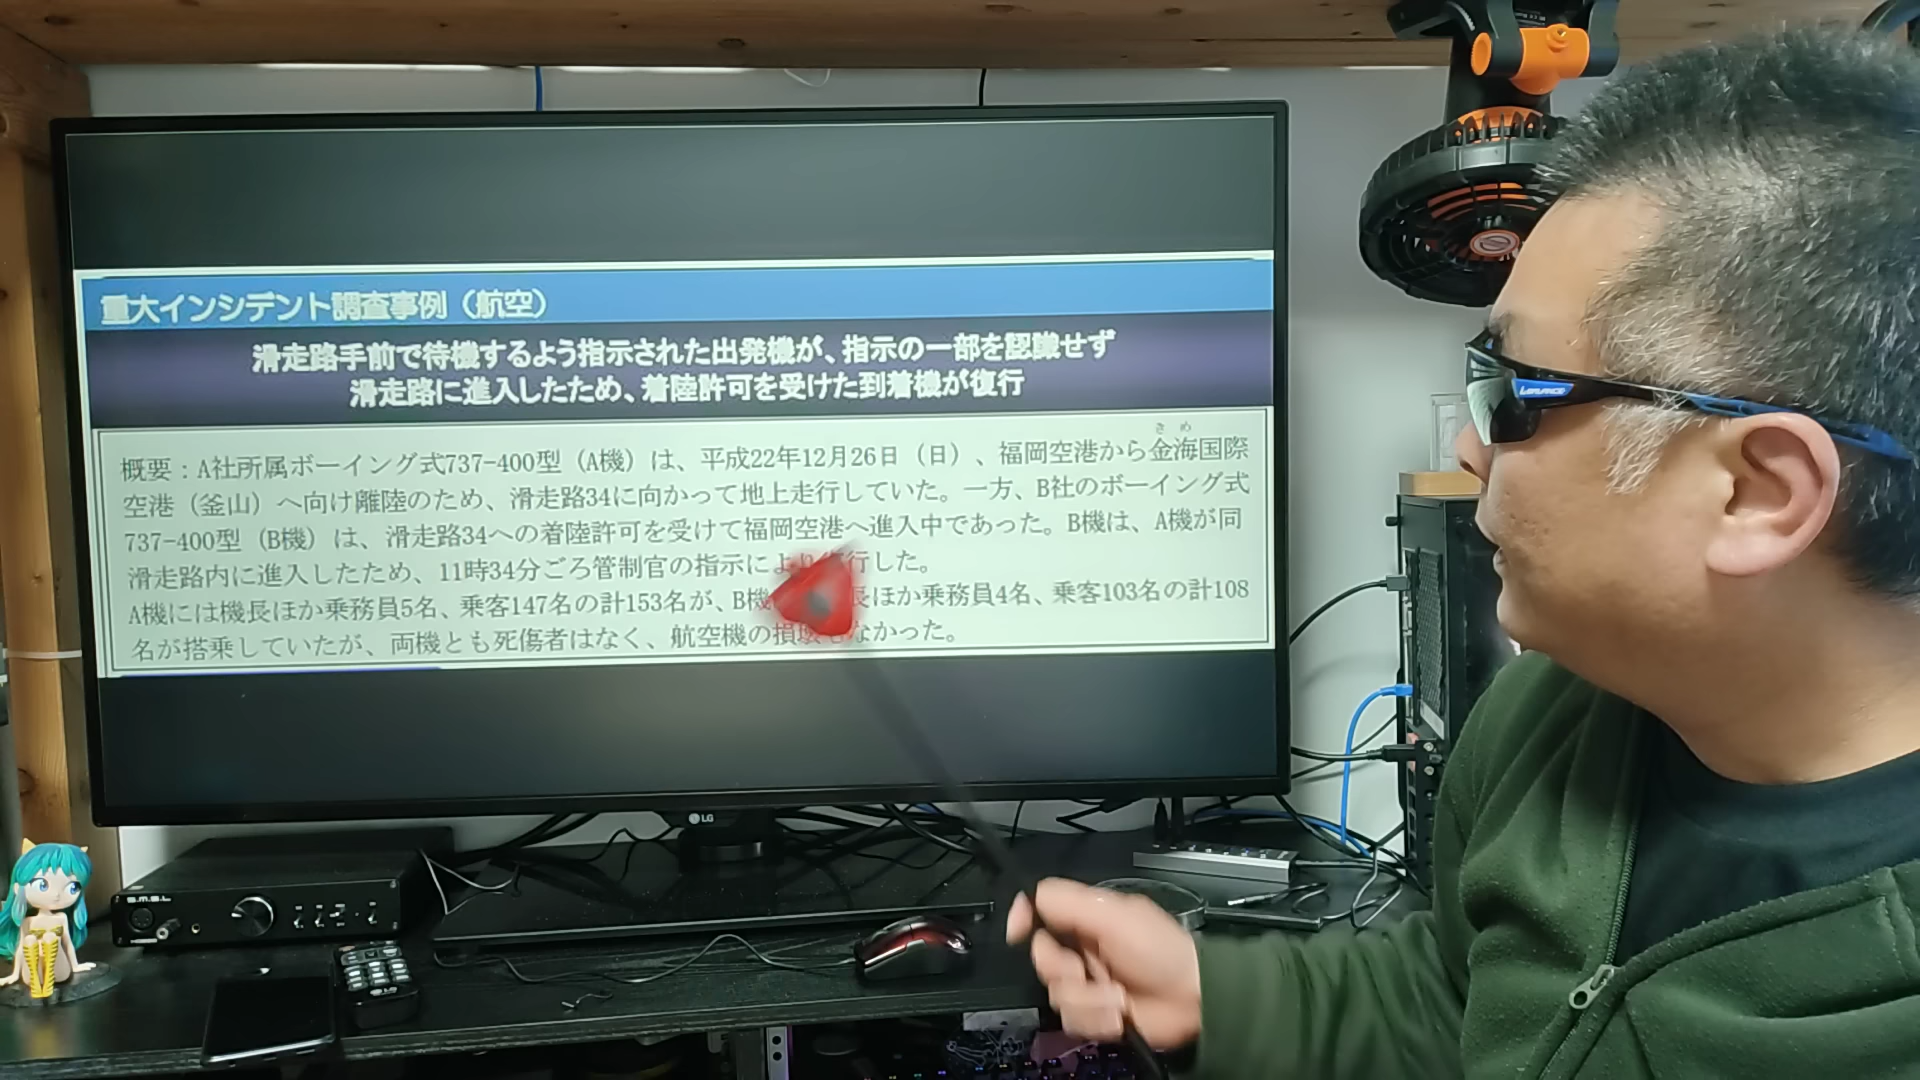 重大インシデント調査事例（航空）
滑走路手前で待機するよう指示された出発機が、指示の一部を認識せず
滑走路に進入したため、着陸許可を受けた到着機が復行
きめ
概要：A社所属ボーイング式737-400型（A機）は、平成22年12月26日（日）、福岡空港から金海国際
空港（釜山）へ向け離陸のため、滑走路34に向かって地上走行していた。一方、B社のボーイング式
737-400型（B機）は、滑走路34への着陸許可を受けて福岡空港へ進入中であった。B機は、A機が同
滑走路内に進入したため、11時34分ごろ管制官の指示により復行した。
A機には機長ほか乗務員5名、乗客147名の計153名が、B機 長ほか乗務員4名、乗客103名の計108
名が搭乗していたが、両機とも死傷者はなく、航空機の損壊もなかった。
LG
S.M.S.L
LG